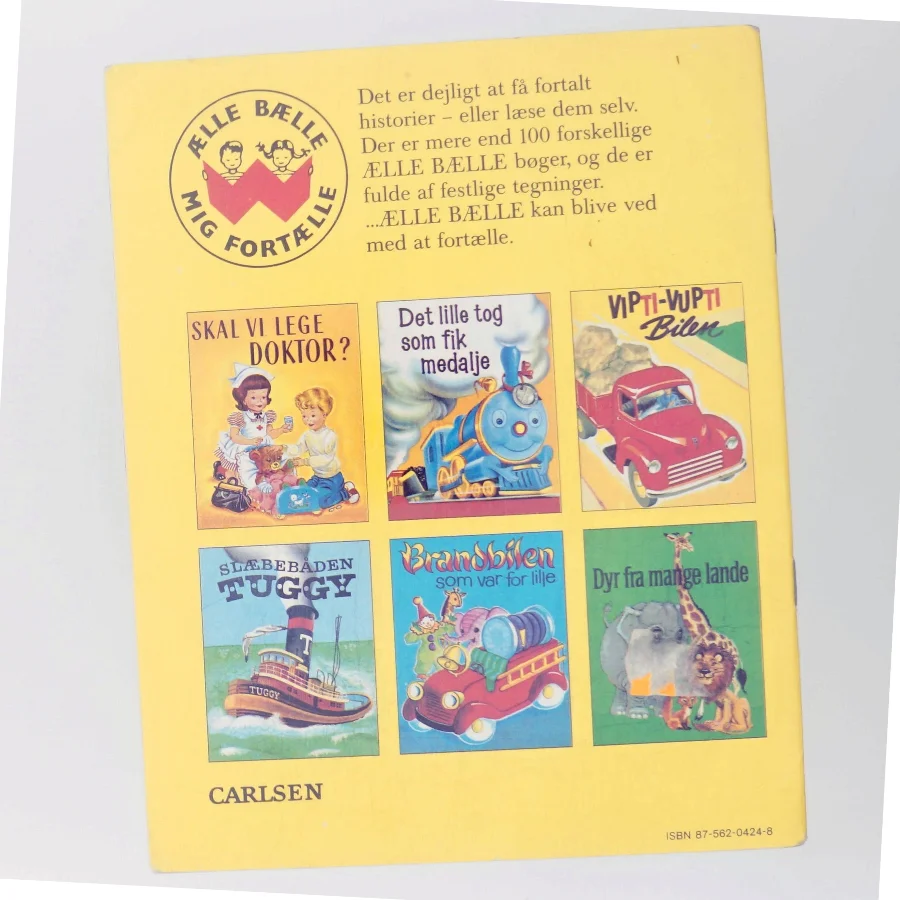 ÆLLE BÆLLE
MIG FORTÆLLE
Det er dejligt at få fortalt
historier – eller læse dem selv.
Der er mere end 100 forskellige
ÆLLE BÆLLE bøger, og de er
fulde af festlige tegninger.
...ÆLLE BÆLLE kan blive ved
med at fortælle.
SKAL VI LEGE
DOKTOR?
Det lille tog
som fik
medalje
VIPTI-VUPTI
Bilen
SLÆBEBÅDEN
TUGGY
T
TUGGY
Brandbilen
som var for lille
Dyr fra mange lande
CARLSEN
ISBN 87-562-0424-8